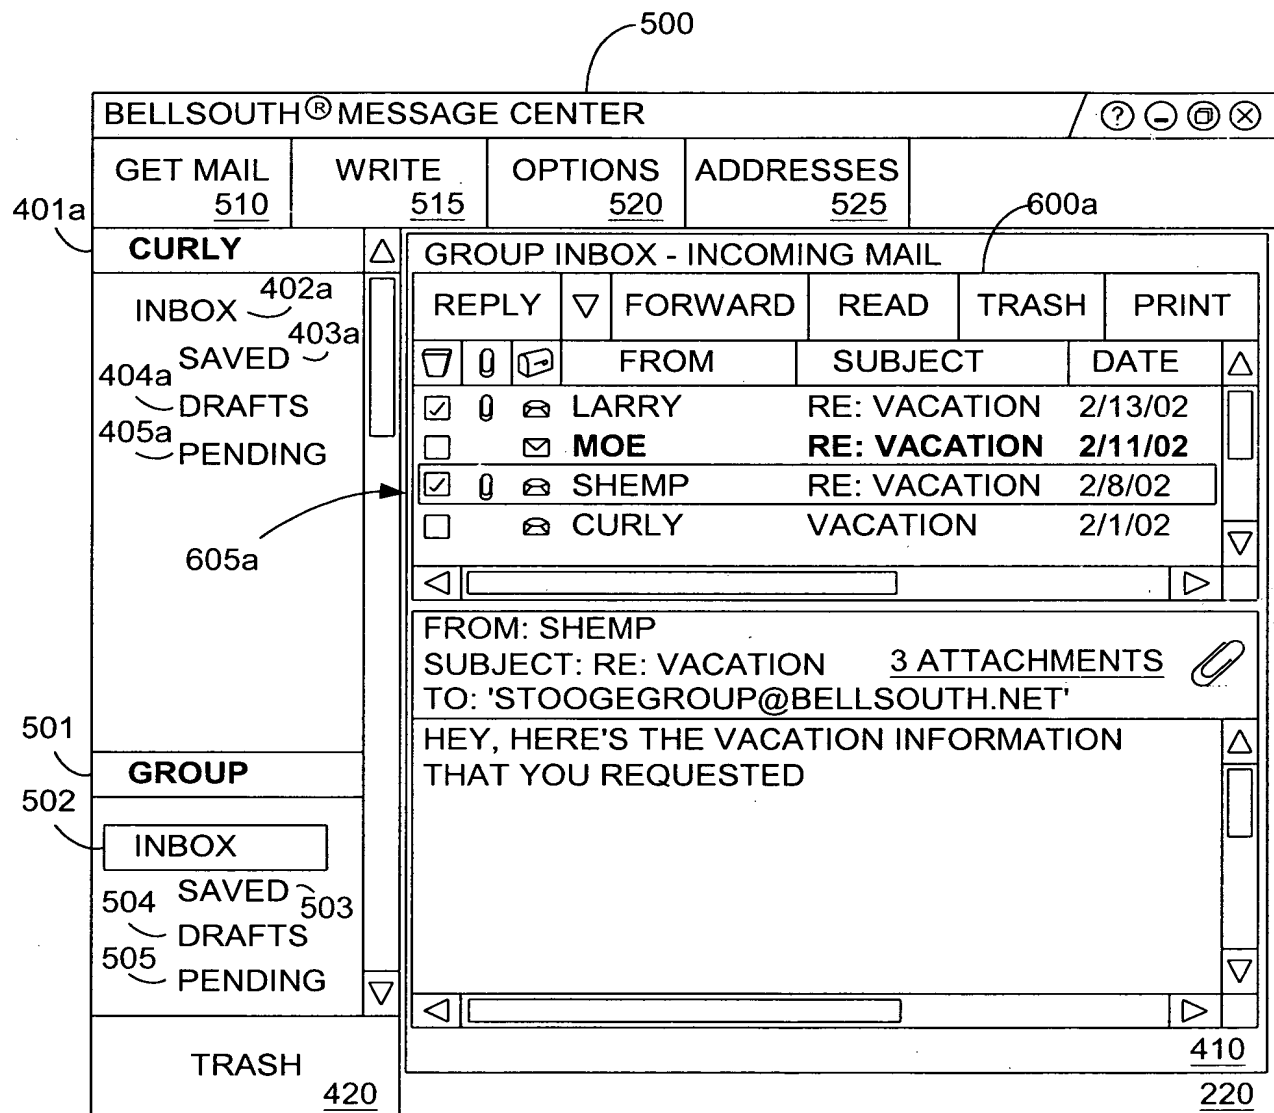 500
BELLSOUTH® MESSAGE CENTER
GET MAIL WRITE OPTIONS ADDRESSES
510 515 520 525
401a 600a
CURLY
INBOX 402a
SAVED 403a
404a
DRAFTS
405a
PENDING
605a
GROUP INBOX - INCOMING MAIL
REPLY FORWARD READ TRASH PRINT
FROM SUBJECT DATE
LARRY RE: VACATION 2/13/02
MOE RE: VACATION 2/11/02
SHEMP RE: VACATION 2/8/02
CURLY VACATION 2/1/02
FROM: SHEMP
SUBJECT: RE: VACATION 3 ATTACHMENTS
TO: 'STOOGEGROUP@BELLSOUTH.NET'
HEY, HERE'S THE VACATION INFORMATION
THAT YOU REQUESTED
501
GROUP
502
INBOX
SAVED 503
504
DRAFTS
505
PENDING
TRASH
420
410
220